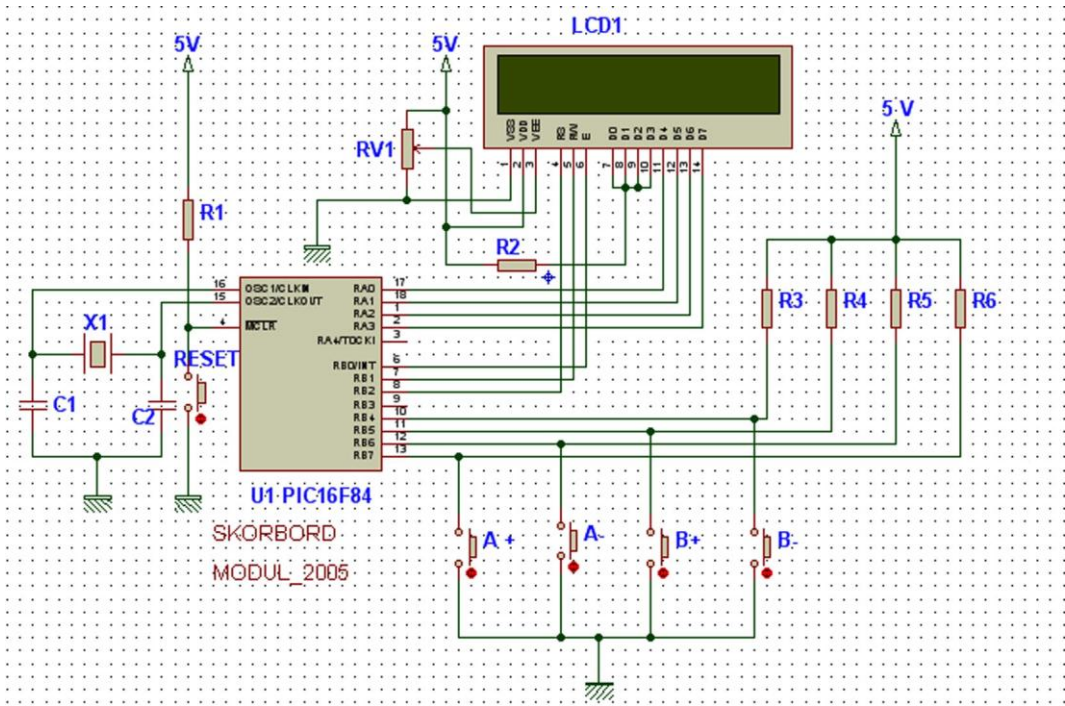 LCD1
5V
5V
5 V
VSS
VDD
VEE
RS
RW
E
D0
D1
D2
D3
D4
D5
D6
D7
1
2
3
4
5
6
7
8
9
10
11
12
13
14
RV1
R1
R2
R3
R4
R5
R6
16 OSC1/CLKIN RA0 17
15 OSC2/CLKOUT RA1 18
RA2 1
4 MCLR RA3 2
RA4/T0CKI 3
RB0/INT 6
RB1 7
RB2 8
RB3 9
RB4 10
RB5 11
RB6 12
RB7 13
X1
RESET
C1
C2
U1 PIC16F84
SKORBORD
MODUL_2005
A +
A-
B+
B-